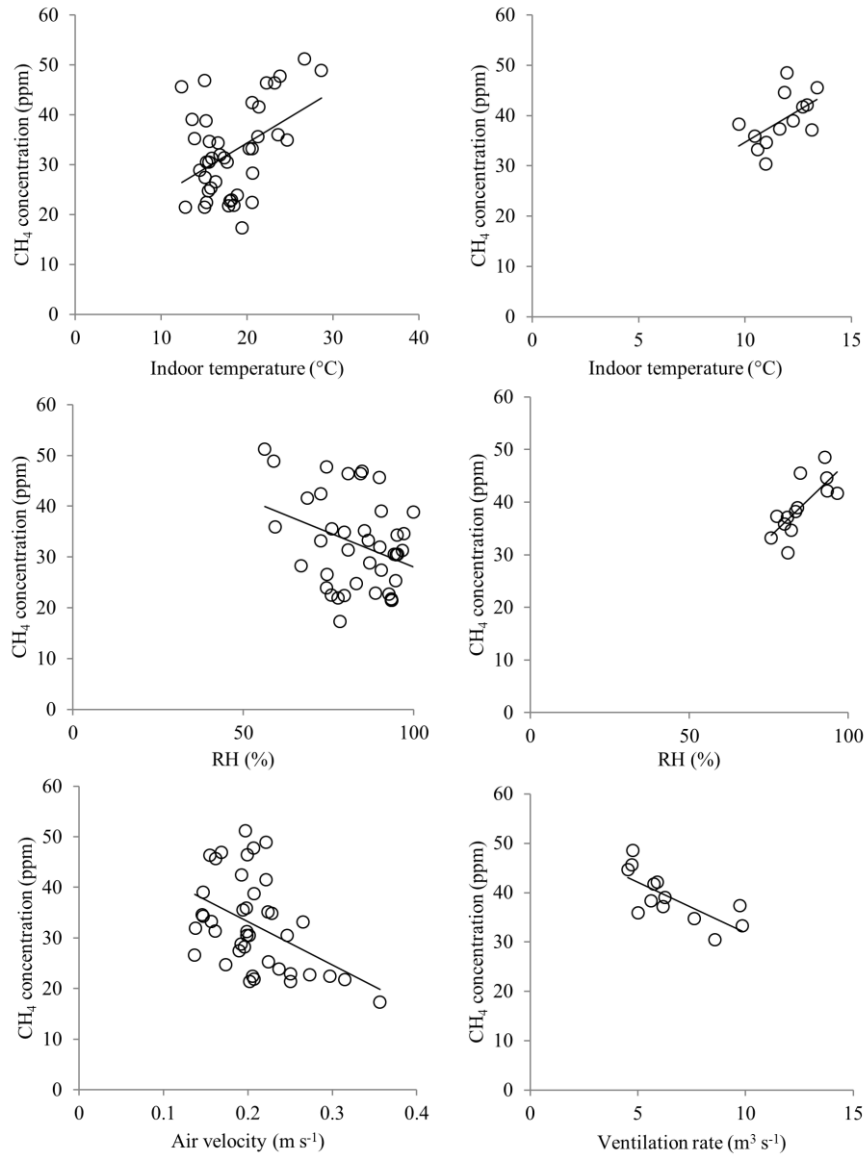 60
50
40
30
20
10
0
CH₄ concentration (ppm)
0 10 20 30 40
Indoor temperature (°C)
60
50
40
30
20
10
0
CH₄ concentration (ppm)
0 5 10 15
Indoor temperature (°C)
60
50
40
30
20
10
0
CH₄ concentration (ppm)
0 50 100
RH (%)
60
50
40
30
20
10
0
CH₄ concentration (ppm)
0 50 100
RH (%)
60
50
40
30
20
10
0
CH₄ concentration (ppm)
0 0.1 0.2 0.3 0.4
Air velocity (m s⁻¹)
60
50
40
30
20
10
0
CH₄ concentration (ppm)
0 5 10 15
Ventilation rate (m³ s⁻¹)